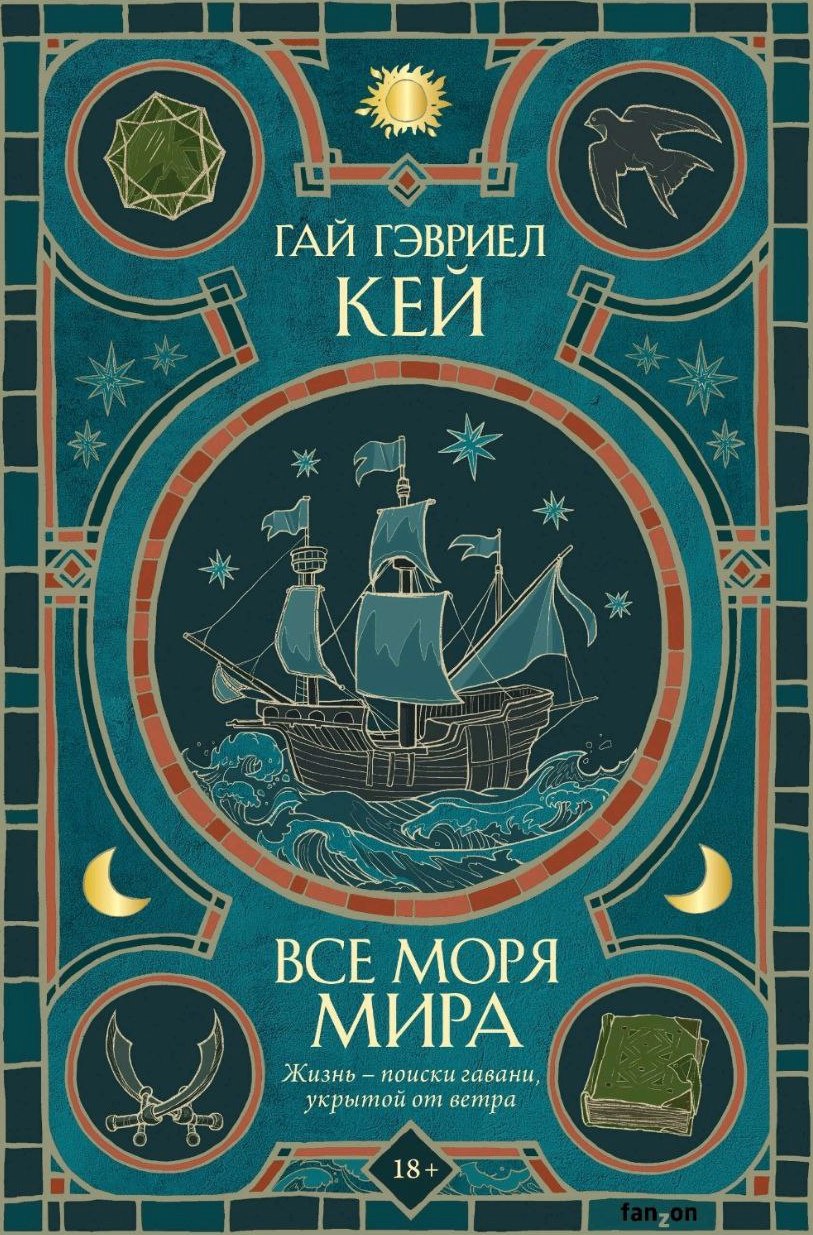 ГАЙ ГЭВРИЕЛ
КЕЙ
ВСЕ МОРЯ
МИРА
Жизнь – поиски гавани,
укрытой от ветра
18+
fanzon